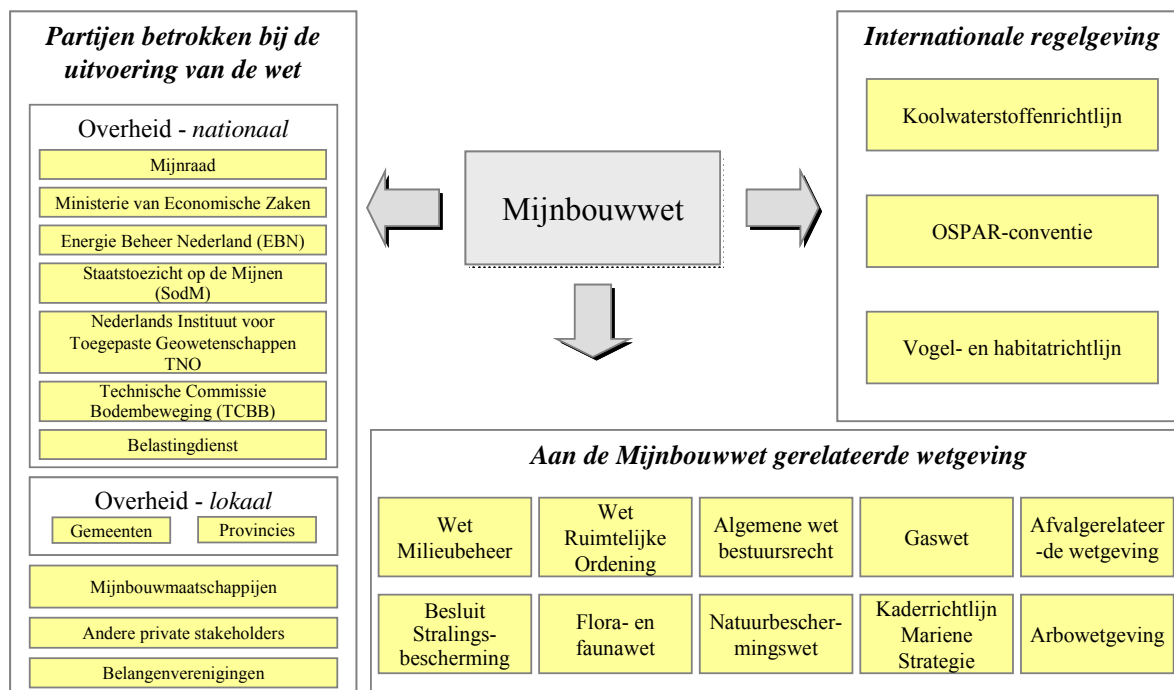 Partijen betrokken bij de
uitvoering van de wet
Overheid - nationaal
Mijnraad
Ministerie van Economische Zaken
Energie Beheer Nederland (EBN)
Staatstoezicht op de Mijnen
(SodM)
Nederlands Instituut voor
Toegepaste Geowetenschappen
TNO
Technische Commissie
Bodembeweging (TCBB)
Belastingdienst
Overheid - lokaal
Gemeenten
Provincies
Mijnbouwmaatschappijen
Andere private stakeholders
Belangenverenigingen
Mijnbouwwet
Internationale regelgeving
Koolwaterstoffenrichtlijn
OSPAR-conventie
Vogel- en habitatrichtlijn
Aan de Mijnbouwwet gerelateerde wetgeving
Wet
Milieubeheer
Wet
Ruimtelijke
Ordening
Algemene wet
bestuursrecht
Gaswet
Afvalgerelateer
-de wetgeving
Besluit
Stralings-
bescherming
Flora- en
faunawet
Natuurbescher-
mingswet
Kaderrichtlijn
Mariene
Strategie
Arbowetgeving